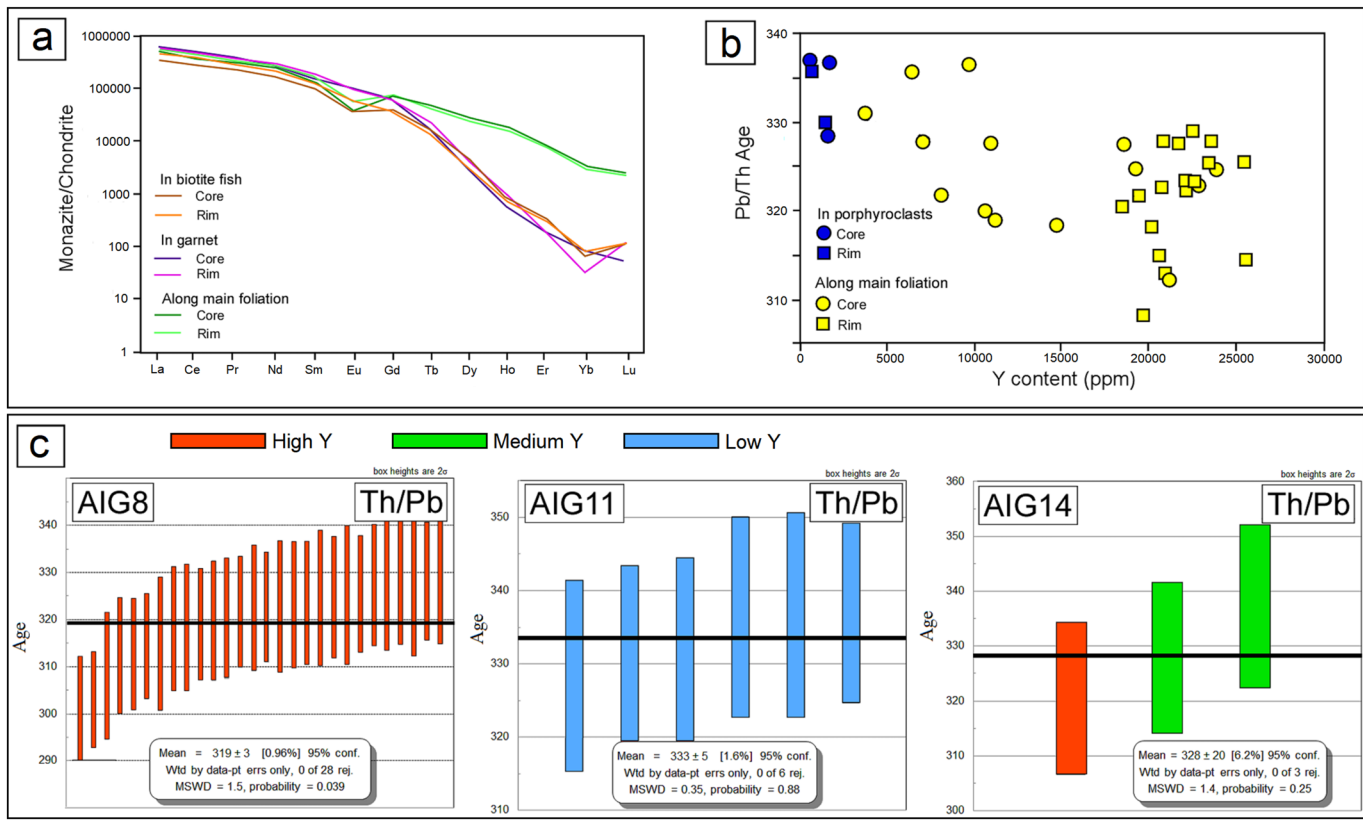 a
1000000
100000
10000
1000
100
10
1
Monazite/Chondrite
In biotite fish
Core
Rim
In garnet
Core
Rim
Along main foliation
Core
Rim
La Ce Pr Nd Sm Eu Gd Tb Dy Ho Er Yb Lu
b
340
330
320
310
Pb/Th Age
In porphyroclasts
Core
Rim
Along main foliation
Core
Rim
0 5000 10000 15000 20000 25000 30000
Y content (ppm)
c
High Y Medium Y Low Y
box heights are 2σ
AIG8 Th/Pb
340
330
320
310
300
290
Age
Mean = 319 ± 3 [0.96%] 95% conf.
Wtd by data-pt errs only, 0 of 28 rej.
MSWD = 1.5, probability = 0.039
box heights are 2σ
AIG11 Th/Pb
350
340
330
320
310
Age
Mean = 333 ± 5 [1.6%] 95% conf.
Wtd by data-pt errs only, 0 of 6 rej.
MSWD = 0.35, probability = 0.88
box heights are 2σ
AIG14 Th/Pb
360
350
340
330
320
310
300
Age
Mean = 328 ± 20 [6.2%] 95% conf.
Wtd by data-pt errs only, 0 of 3 rej.
MSWD = 1.4, probability = 0.25